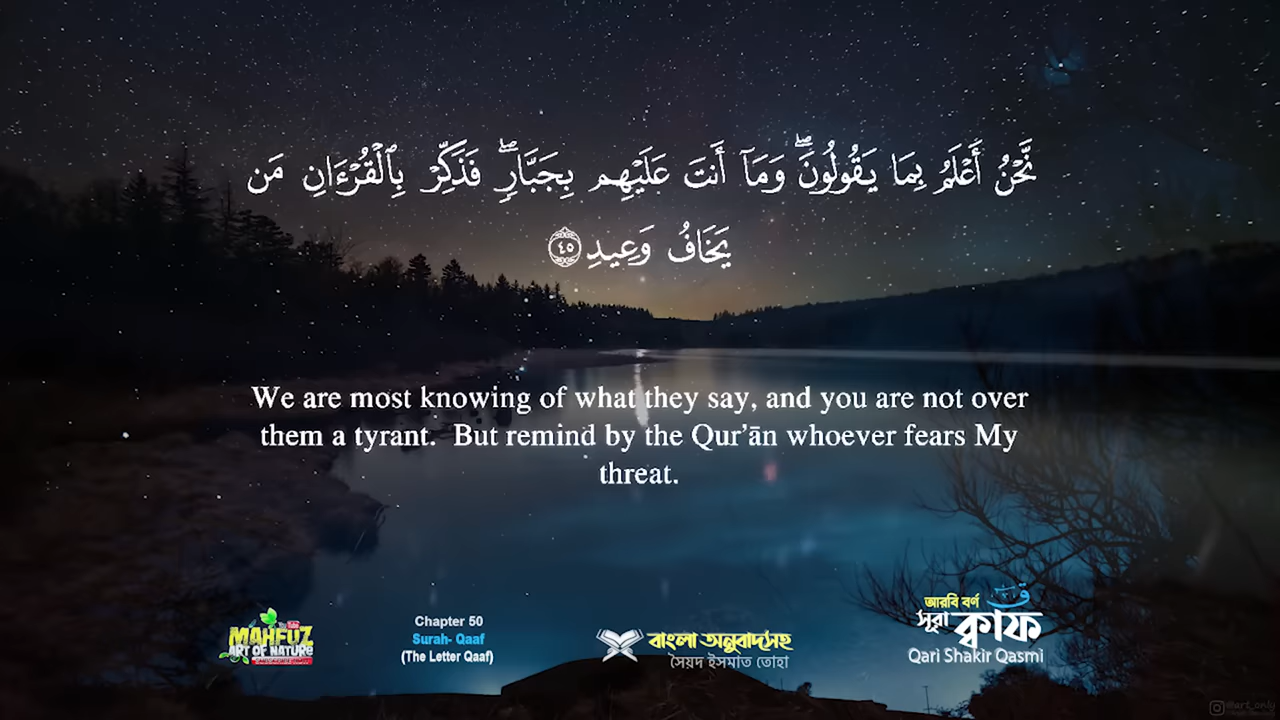 نَّحْنُ أَعْلَمُ بِمَا يَقُولُونَ ۖ وَمَآ أَنتَ عَلَيْهِم بِجَبَّارٍ ۖ فَذَكِّرْ بِٱلْقُرْءَانِ مَن
يَخَافُ وَعِيدِ ٤٥
We are most knowing of what they say, and you are not over
them a tyrant. But remind by the Qur’ān whoever fears My
threat.
MAHFUZ
ART OF NATURE
Chapter 50
Surah- Qaaf
(The Letter Qaaf)
বাংলা অনুবাদসহ
সৈয়দ ইসমাত তোহা
আরবি বর্ণ ق
সূরা ক্বাফ
Qari Shakir Qasmi